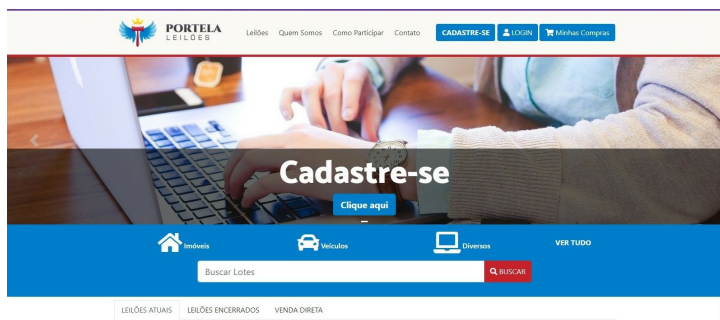 PORTELA
LEILÕES
Leilões Quem Somos Como Participar Contato CADASTRE-SE LOGIN Minhas Compras
Cadastre-se
Clique aqui
Imóveis Veículos Diversos VER TUDO
Buscar Lotes BUSCAR
LEILÕES ATUAIS LEILÕES ENCERRADOS VENDA DIRETA